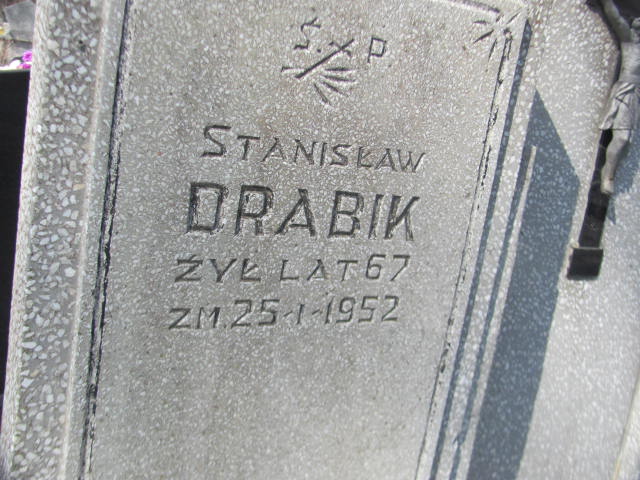 Ś. P
STANISŁAW
DRABIK
ŻYŁ LAT 67
ZM. 25-I-1952